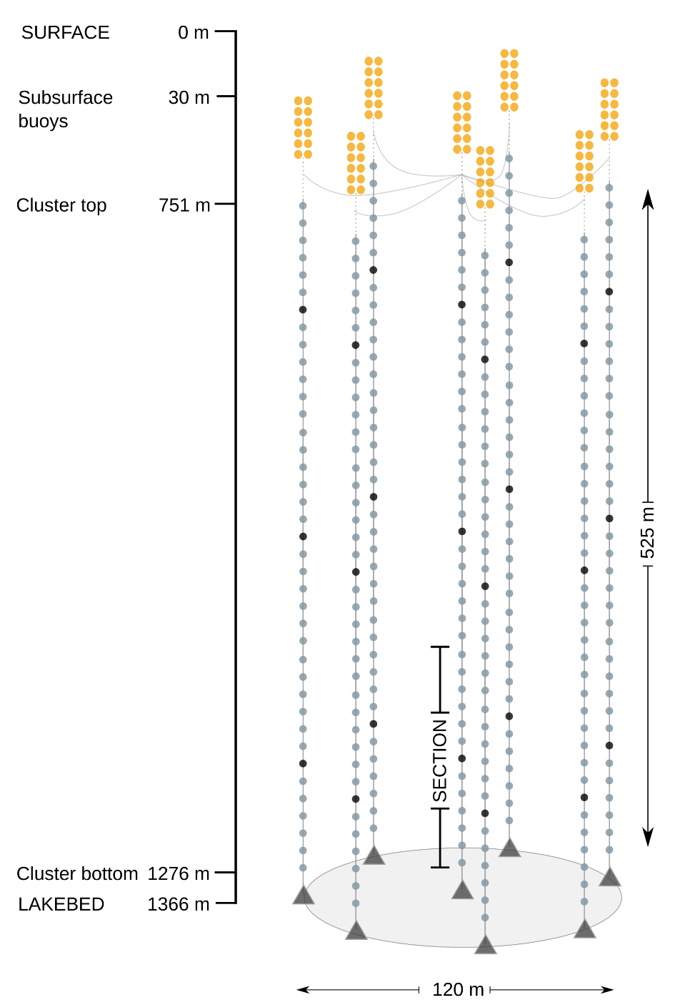 SURFACE 0 m
Subsurface 30 m
buoys
Cluster top 751 m
525 m
SECTION
Cluster bottom 1276 m
LAKEBED 1366 m
120 m